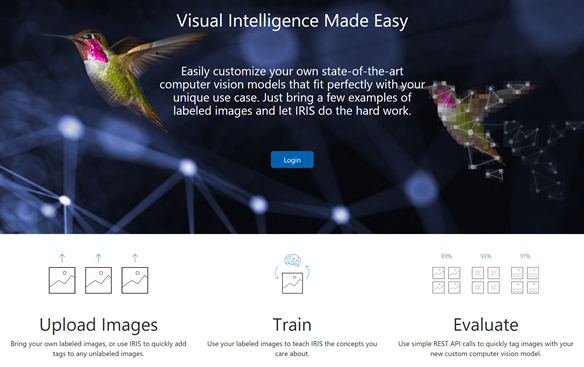 Visual Intelligence Made Easy
Easily customize your own state-of-the-art
computer vision models that fit perfectly with your
unique use case. Just bring a few examples of
labeled images and let IRIS do the hard work.
Login
89%
93%
91%
Upload Images
Bring your own labeled images, or use IRIS to quickly add
tags to any unlabeled images.
Train
Use your labeled images to teach IRIS the concepts you
care about.
Evaluate
Use simple REST API calls to quickly tag images with your
new custom computer vision model.